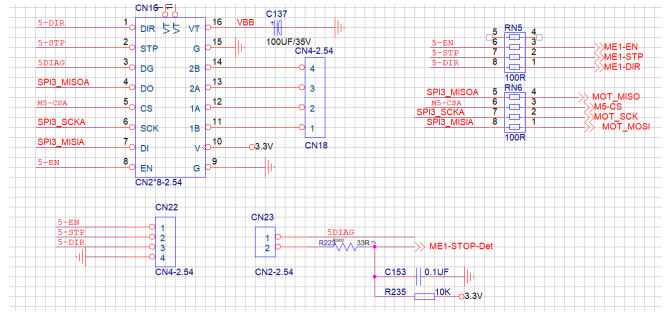 CN16
5-DIR 1 DIR VT 16 VBB
5-STP 2 STP G 15
5DIAG 3 DG 2B 14
SPI3_MISOA 4 DO 2A 13
M5-CSA 5 CS 1A 12
SPI3_SCKA 6 SCK 1B 11
SPI3_MISIA 7 DI V 10 3.3V
5-EN 8 EN G 9
CN2*8-2.54
C137
100UF/35V
CN4-2.54
4
3
2
1
CN18
RN5
5 4
5-EN 6 3 ME1-EN
5-STP 7 2 ME1-STP
5-DIR 8 1 ME1-DIR
100R
RN6
SPI3_MISOA 5 4 MOT_MISO
M5-CSA 6 3 M5-CS
SPI3_SCKA 7 2 MOT_SCK
SPI3_MISIA 8 1 MOT_MOSI
100R
CN22
5-EN 1
5-STP 2
5-DIR 3
4
CN4-2.54
CN23
1 5DIAG
2 R223 33R ME1-STOP-Det
CN2-2.54
C153 0.1UF
R235 10K 3.3V